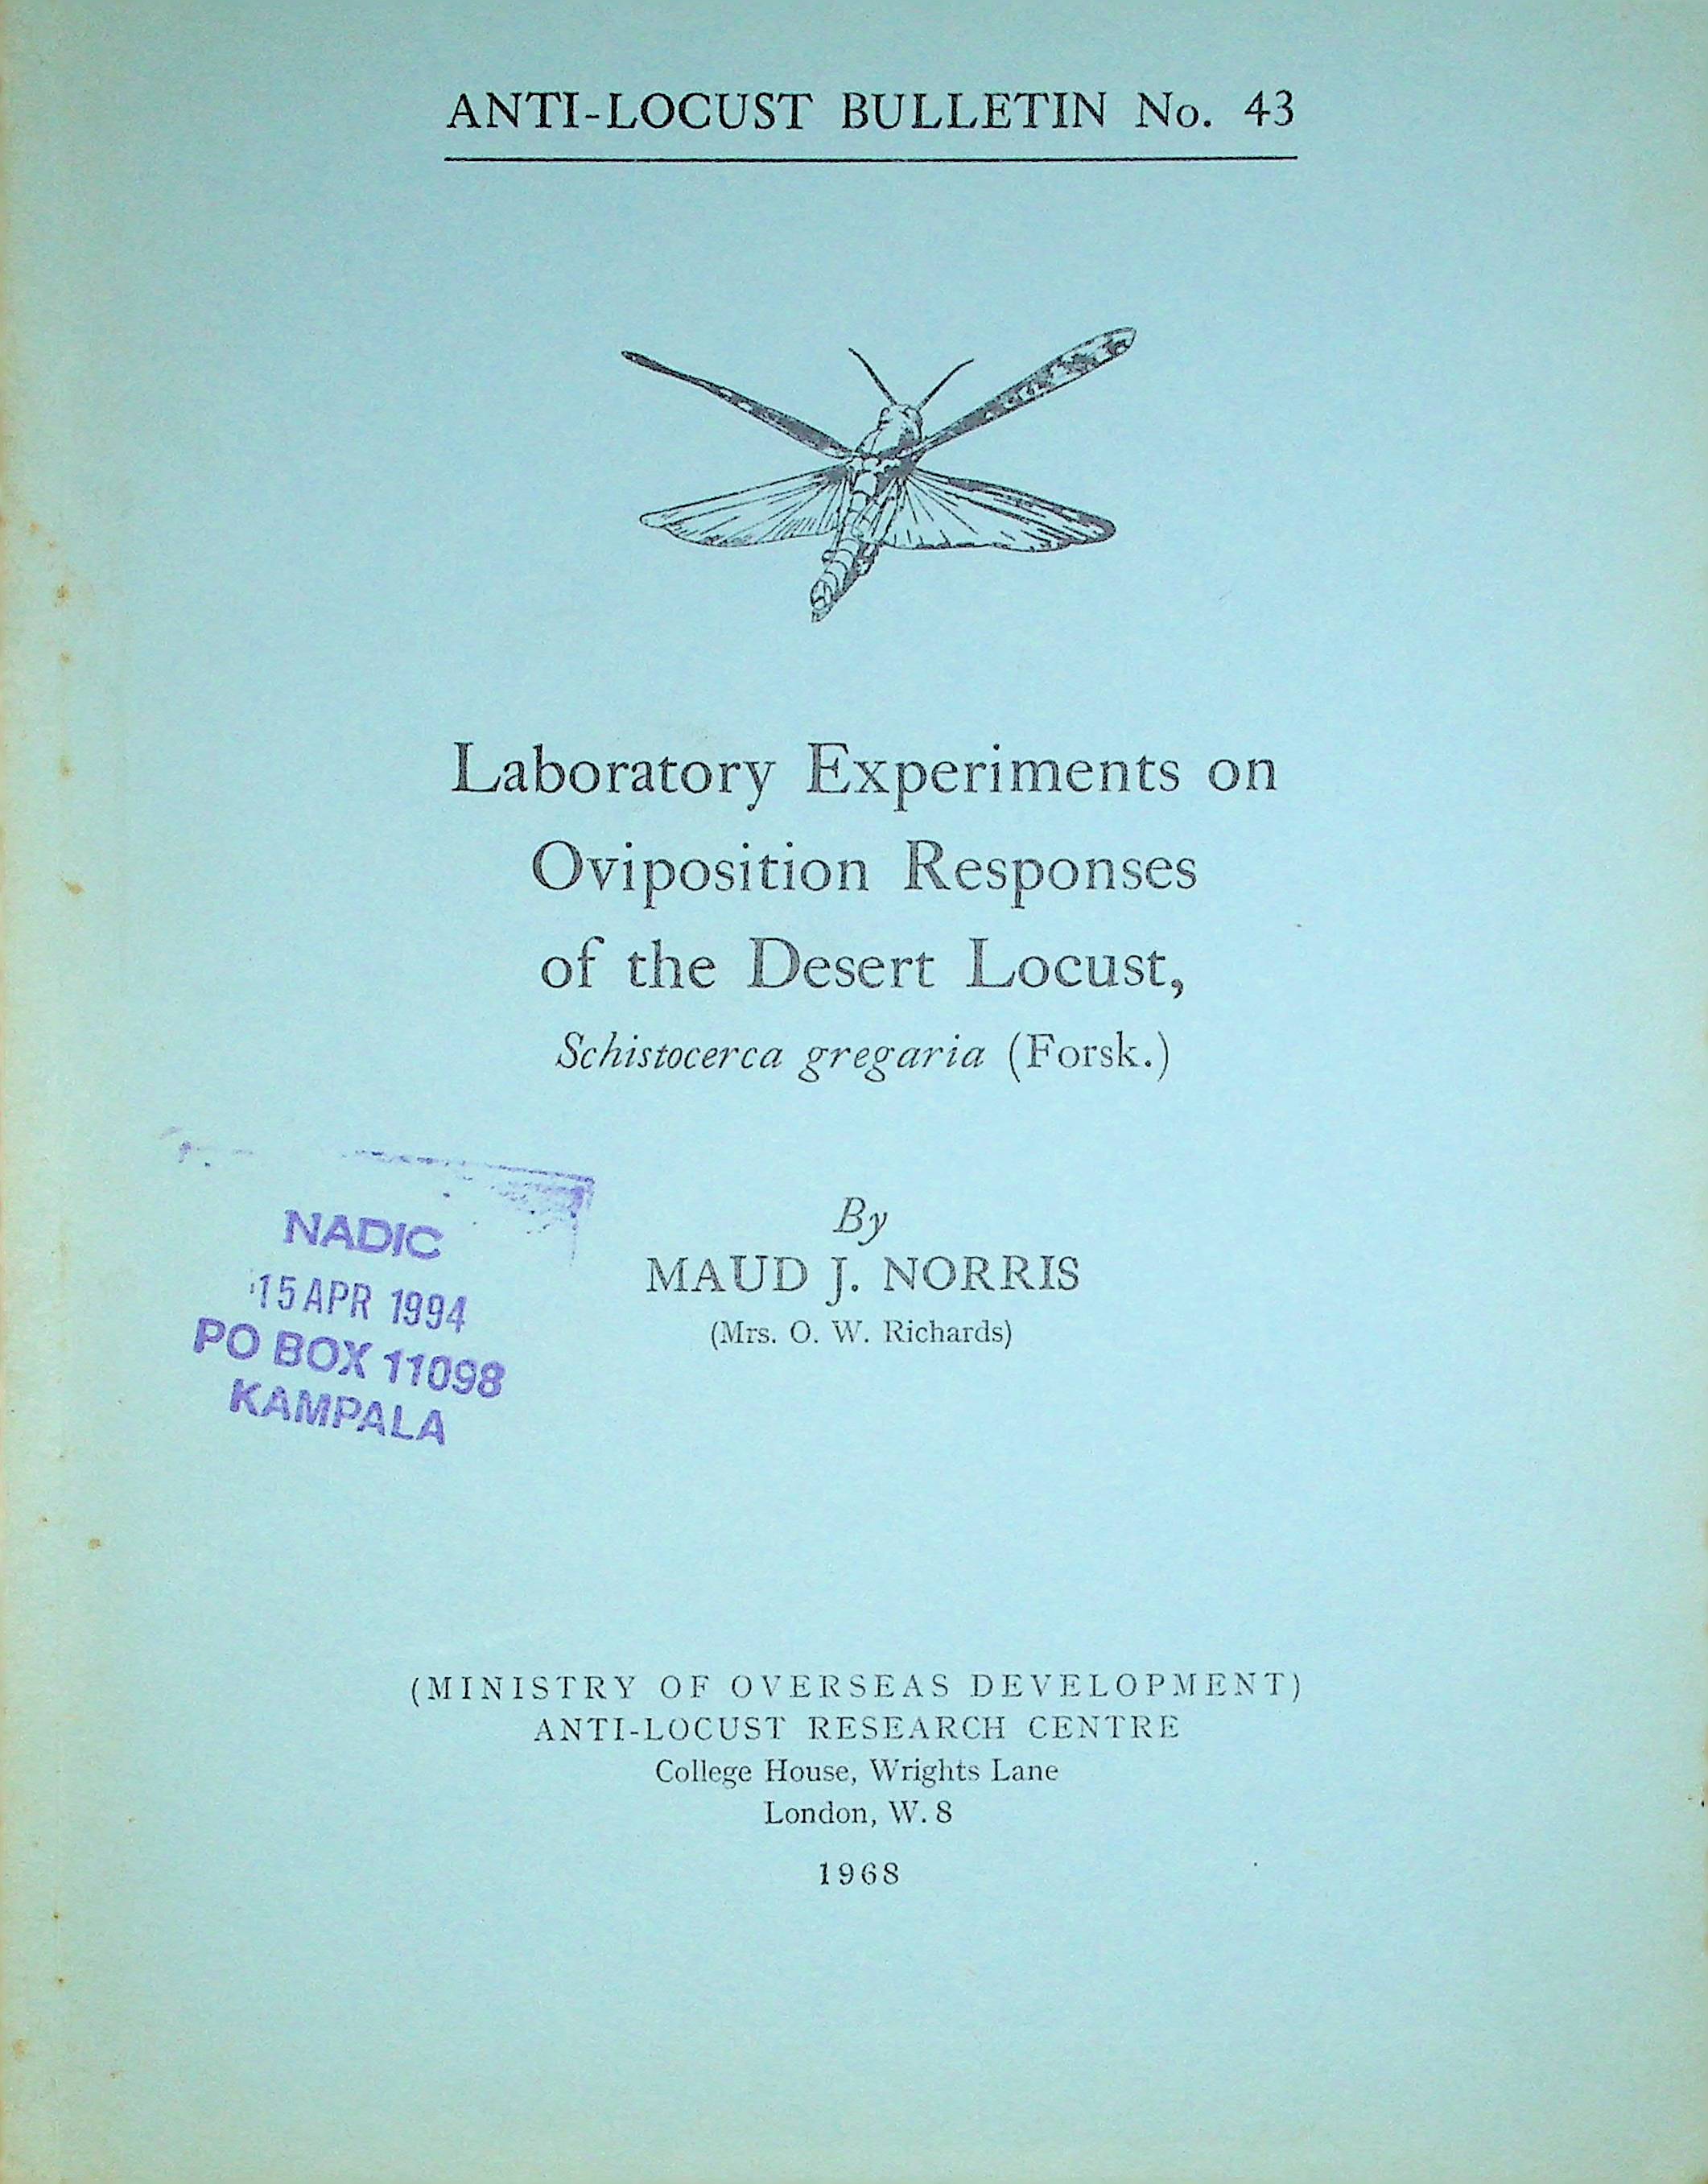 ANTI-LOCUST BULLETIN No. 43
Laboratory Experiments on
Oviposition Responses
of the Desert Locust,
Schistocerca gregaria (Forsk.)
By
MAUD J. NORRIS
(Mrs. O. W. Richards)
NADIC
15 APR 1994
PO BOX 11098
KAMPALA
(MINISTRY OF OVERSEAS DEVELOPMENT)
ANTI-LOCUST RESEARCH CENTRE
College House, Wrights Lane
London, W. 8
1968